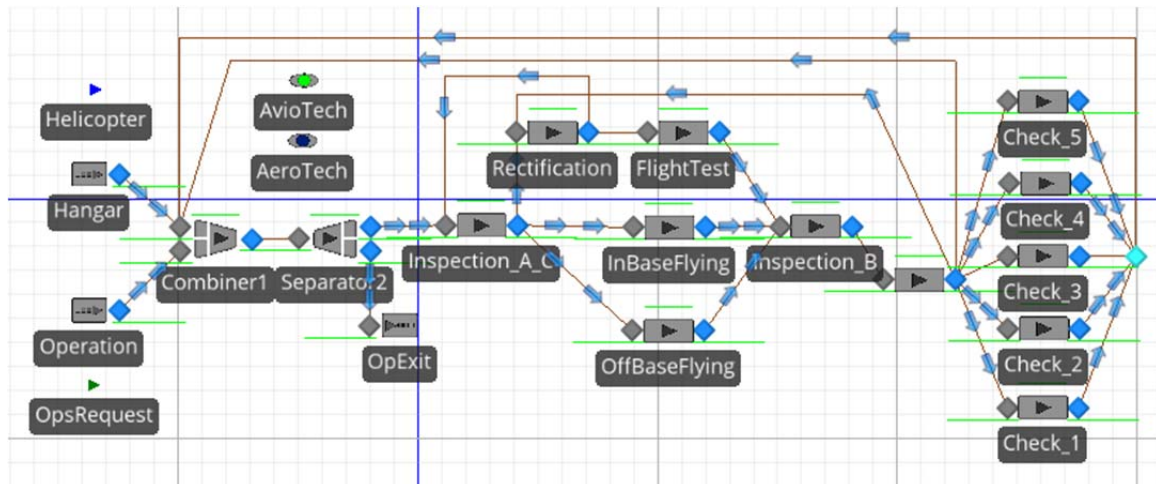 Helicopter
AvioTech
AeroTech
Hangar
Combiner1
Separator2
Operation
OpExit
OpsRequest
Rectification
FlightTest
Inspection_A_C
InBaseFlying
Inspection_B
OffBaseFlying
Check_5
Check_4
Check_3
Check_2
Check_1